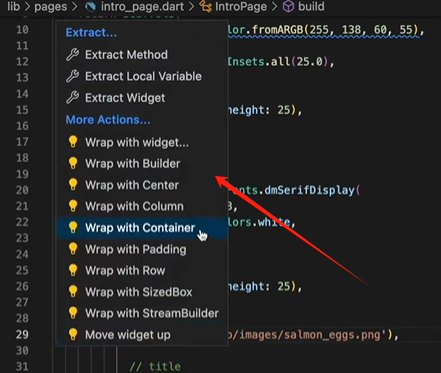 lib > pages > intro_page.dart > IntroPage > build
10 lor.fromARGB(255, 138, 60, 55),
11
12 Insets.all(25.0),
13
14
15 height: 25),
16
17
18
19
20 nts.dmSerifDisplay(
21 8,
22 lors.white,
23
24
25
26 height: 25),
27
28
29 o/images/salmon_eggs.png'),
30
31 // title
Extract...
Extract Method
Extract Local Variable
Extract Widget
More Actions...
Wrap with widget...
Wrap with Builder
Wrap with Center
Wrap with Column
Wrap with Container
Wrap with Padding
Wrap with Row
Wrap with SizedBox
Wrap with StreamBuilder
Move widget up